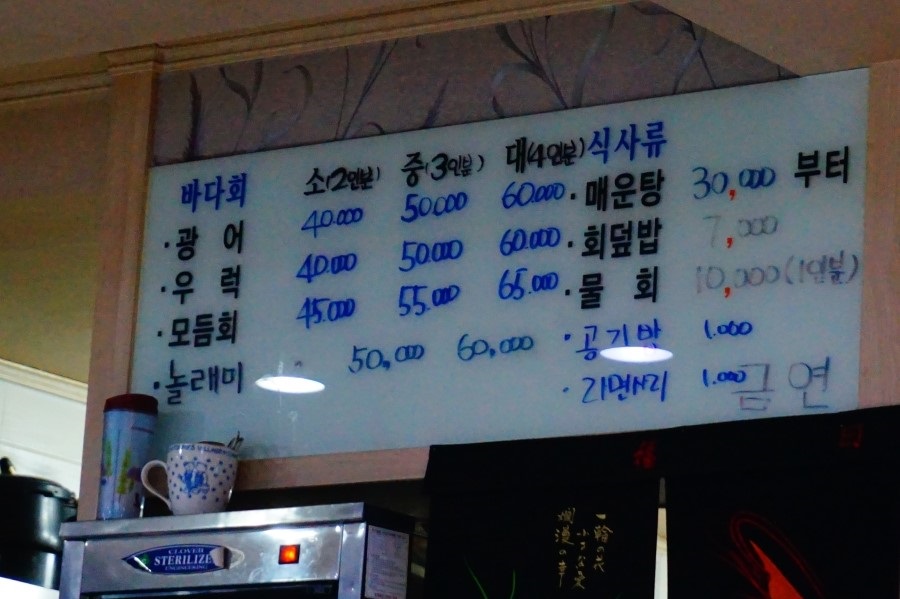 바다회 소(2인분) 중(3인분) 대(4인분)
· 광 어 40.000 50.000 60.000
· 우 럭 40.000 50.000 60.000
· 모듬회 45.000 55.000 65.000
· 놀래미 50,000 60,000
식사류
· 매운탕 30,000 부터
· 회덮밥 7,000
· 물 회 10,000(1인분)
· 공기밥 1.000
· 라면사리 1.000
금 연
CLOVER
STERILIZE
ENGINEERING